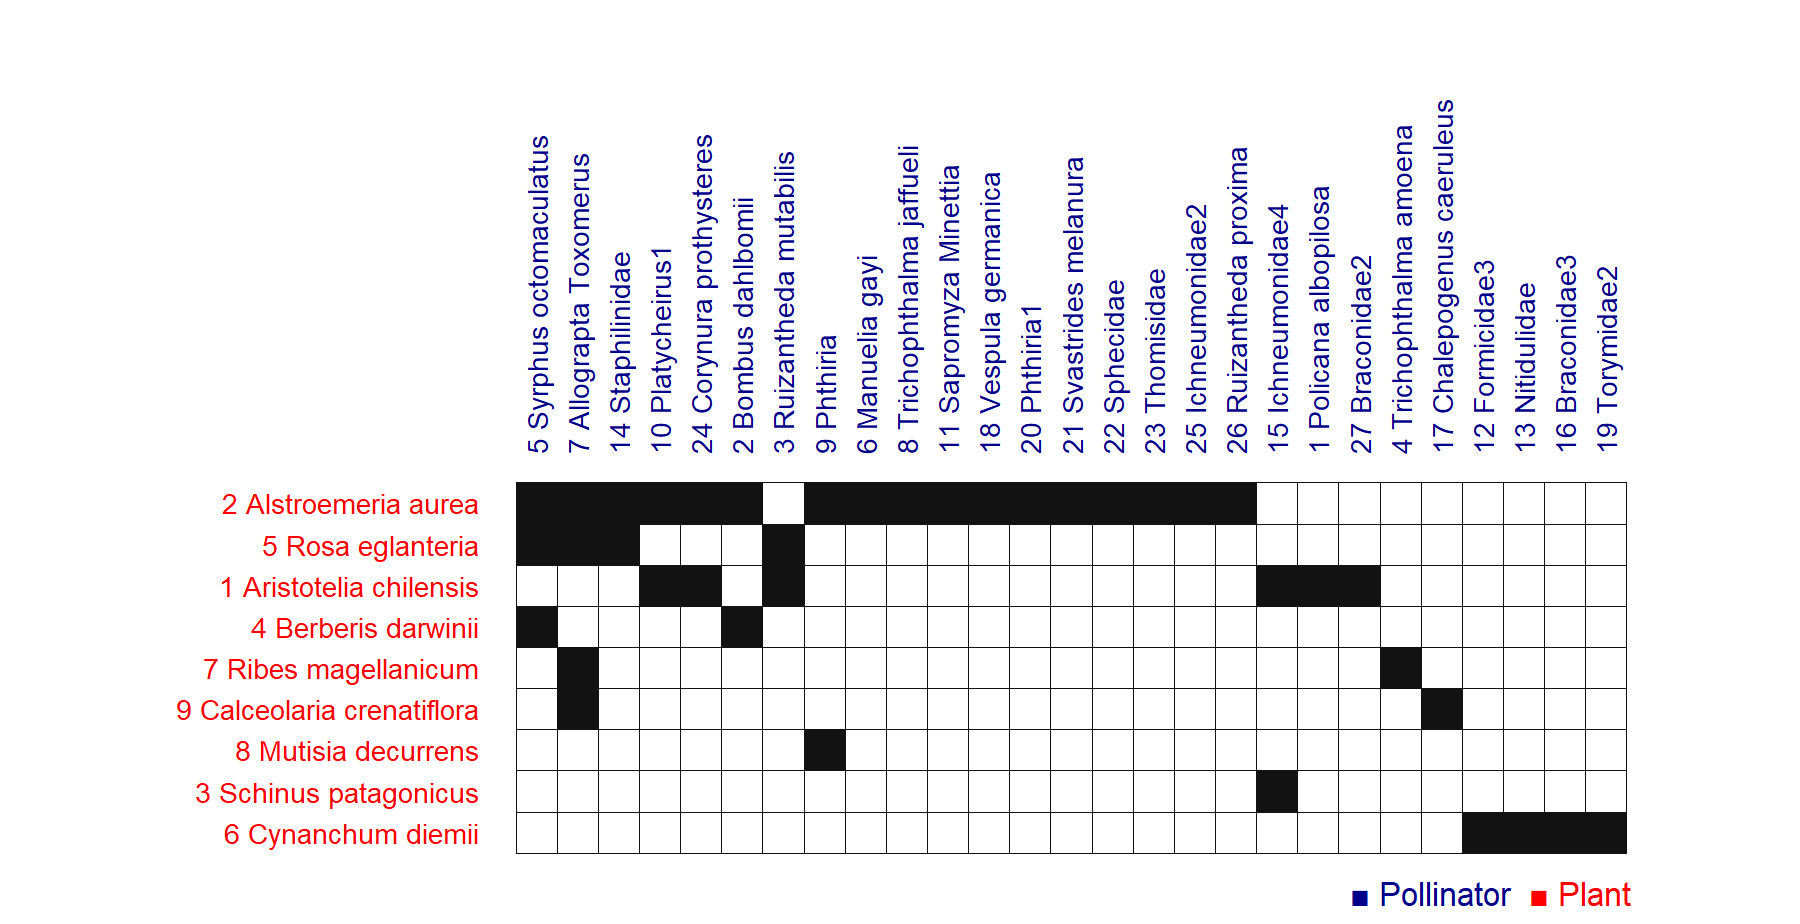 5 Syrphus octomaculatus
7 Allograpta Toxomerus
14 Staphilinidae
10 Platycheirus1
24 Corynura prothysteres
2 Bombus dahlbomii
3 Ruizantheda mutabilis
9 Phthiria
6 Manuelia gayi
8 Trichophthalma jaffueli
11 Sapromyza Minettia
18 Vespula germanica
20 Phthiria1
21 Svastrides melanura
22 Sphecidae
23 Thomisidae
25 Ichneumonidae2
26 Ruizantheda proxima
15 Ichneumonidae4
1 Policana albopilosa
27 Braconidae2
4 Trichophthalma amoena
17 Chalepogenus caeruleus
12 Formicidae3
13 Nitidulidae
16 Braconidae3
19 Torymidae2
2 Alstroemeria aurea
5 Rosa eglanteria
1 Aristotelia chilensis
4 Berberis darwinii
7 Ribes magellanicum
9 Calceolaria crenatiflora
8 Mutisia decurrens
3 Schinus patagonicus
6 Cynanchum diemii
Pollinator Plant